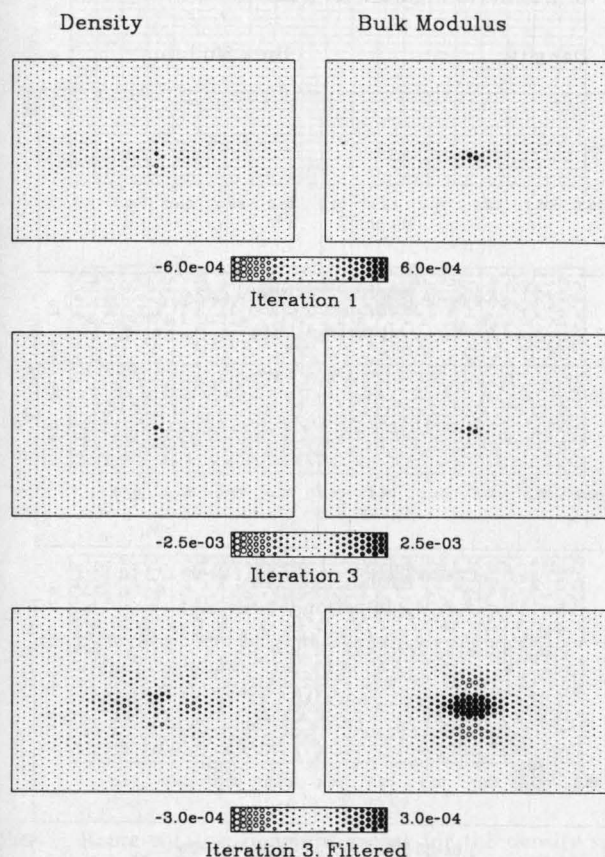 Density Bulk Modulus
-6.0e-04 6.0e-04
Iteration 1
-2.5e-03 2.5e-03
Iteration 3
-3.0e-04 3.0e-04
Iteration 3. Filtered